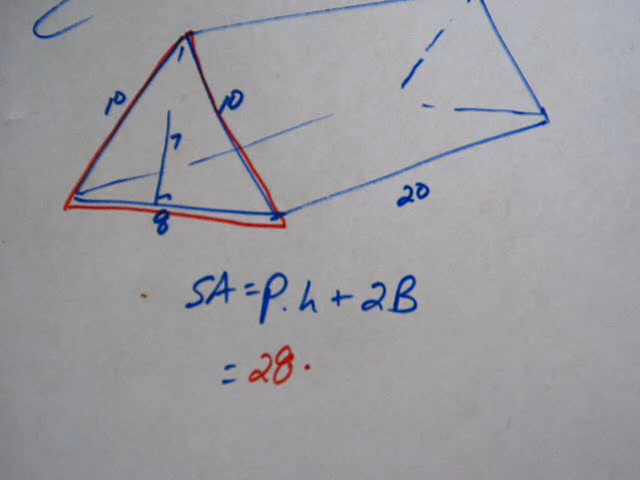 10
10
7
8
20
SA = P.h + 2B
= 28 .